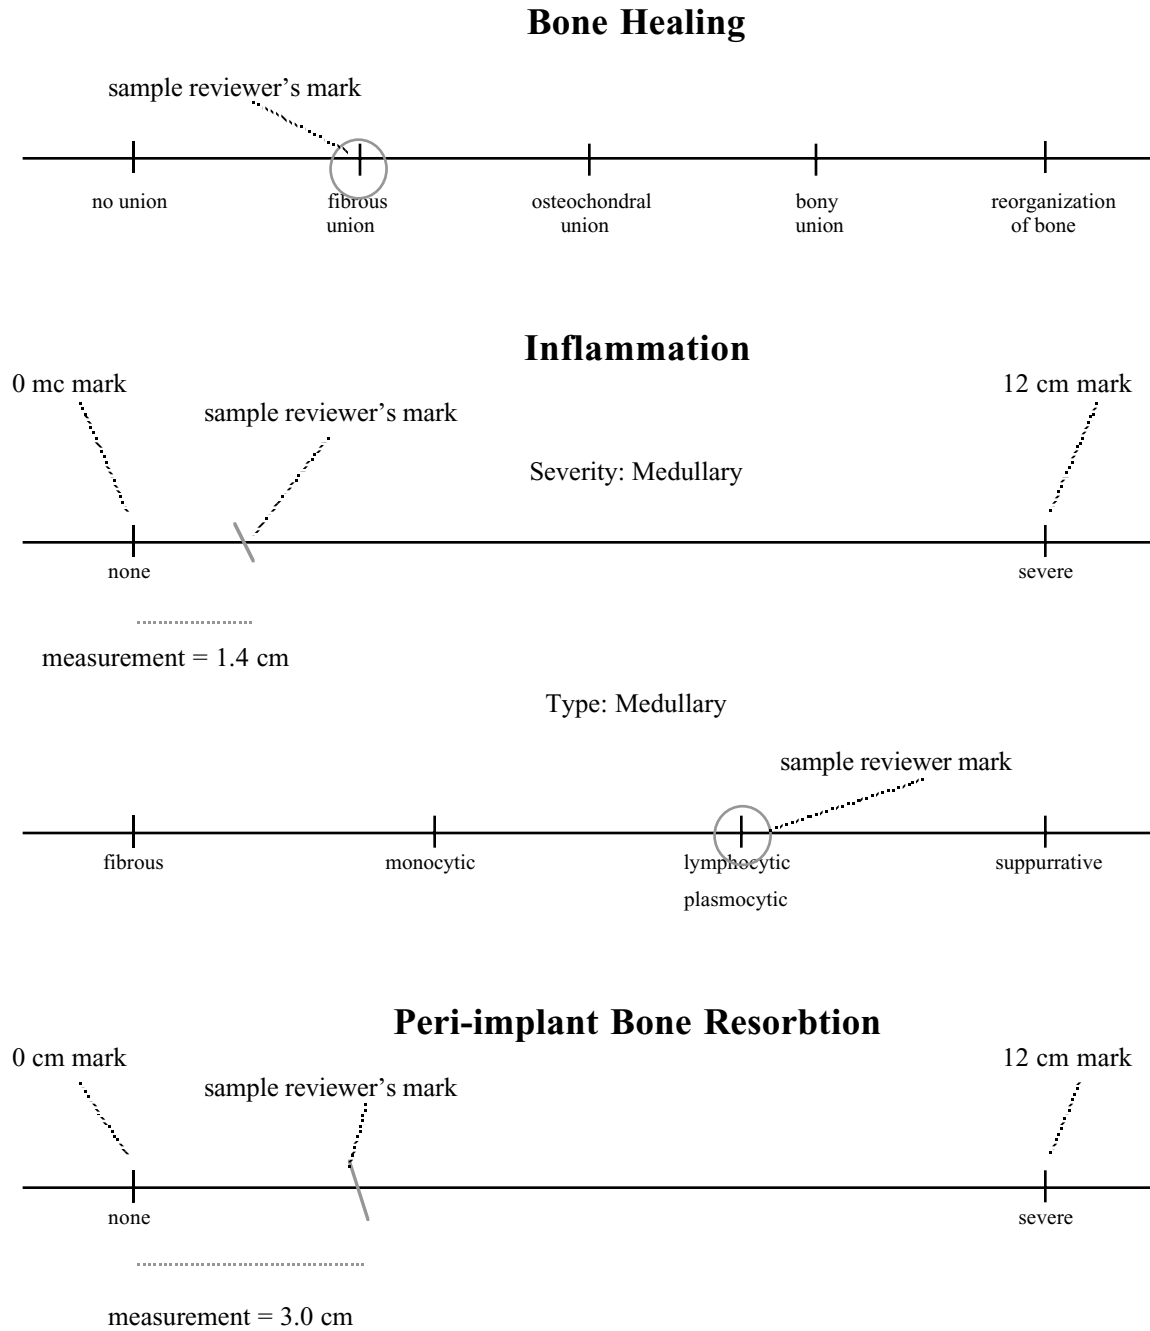 Bone Healing
sample reviewer's mark
no union
fibrous
union
osteochondral
union
bony
union
reorganization
of bone
Inflammation
0 mc mark
12 cm mark
sample reviewer's mark
Severity: Medullary
none
severe
measurement = 1.4 cm
Type: Medullary
sample reviewer mark
fibrous
monocytic
lymphocytic
plasmocytic
suppurrative
Peri-implant Bone Resorbtion
0 cm mark
12 cm mark
sample reviewer's mark
none
severe
measurement = 3.0 cm